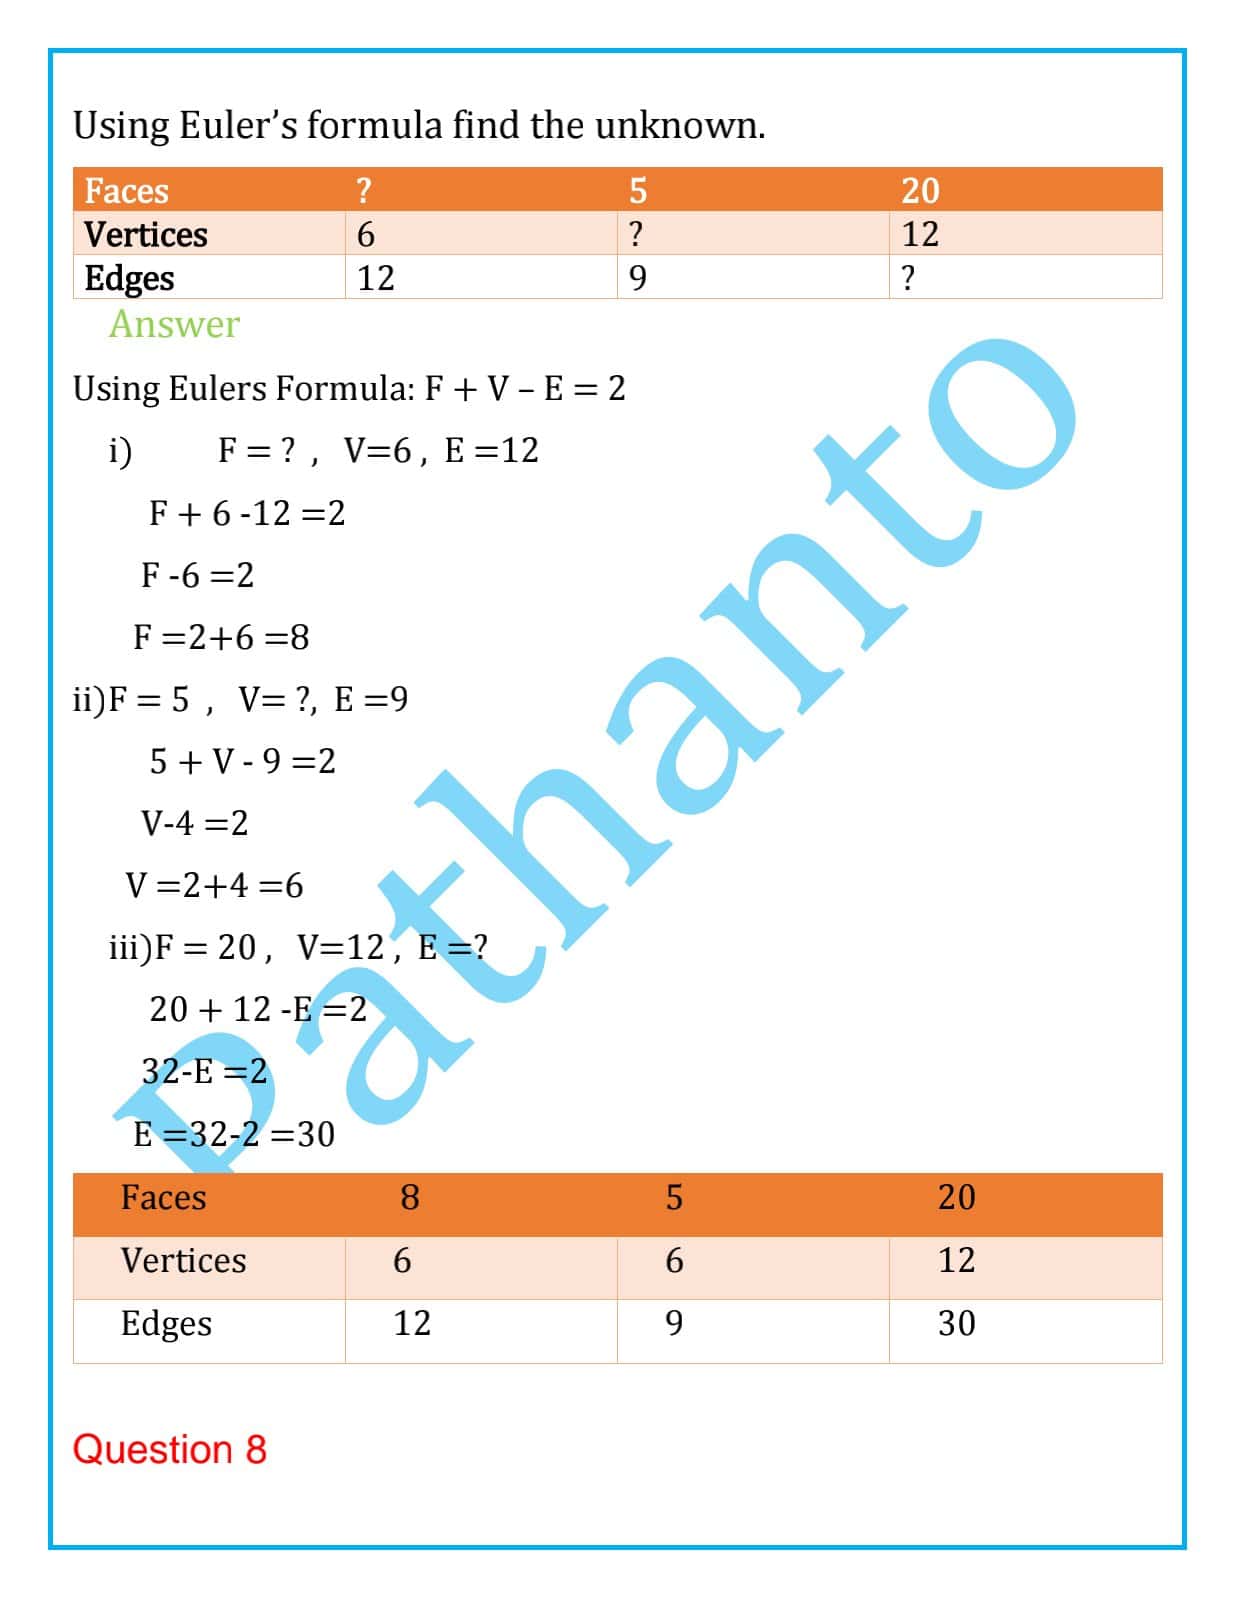 Using Euler’s formula find the unknown.
Faces ? 5 20
Vertices 6 ? 12
Edges 12 9 ?
Answer
Using Eulers Formula: F + V – E = 2
i) F = ? , V=6 , E =12
F + 6 -12 =2
F -6 =2
F =2+6 =8
ii)F = 5 , V= ?, E =9
5 + V - 9 =2
V-4 =2
V =2+4 =6
iii)F = 20 , V=12 , E =?
20 + 12 -E =2
32-E =2
E =32-2 =30
Faces 8 5 20
Vertices 6 6 12
Edges 12 9 30
Question 8
Pathanto